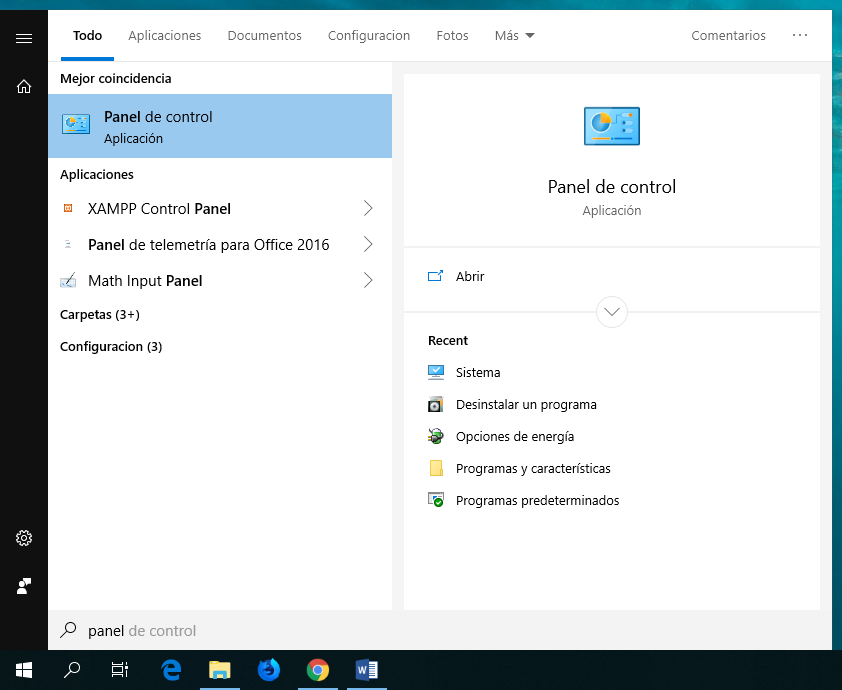 Todo Aplicaciones Documentos Configuracion Fotos Más Comentarios ...
Mejor coincidencia
Panel de control
Aplicación
Aplicaciones
XAMPP Control Panel
Panel de telemetría para Office 2016
Math Input Panel
Carpetas (3+)
Configuracion (3)
Panel de control
Aplicación
Abrir
Recent
Sistema
Desinstalar un programa
Opciones de energía
Programas y características
Programas predeterminados
panel de control